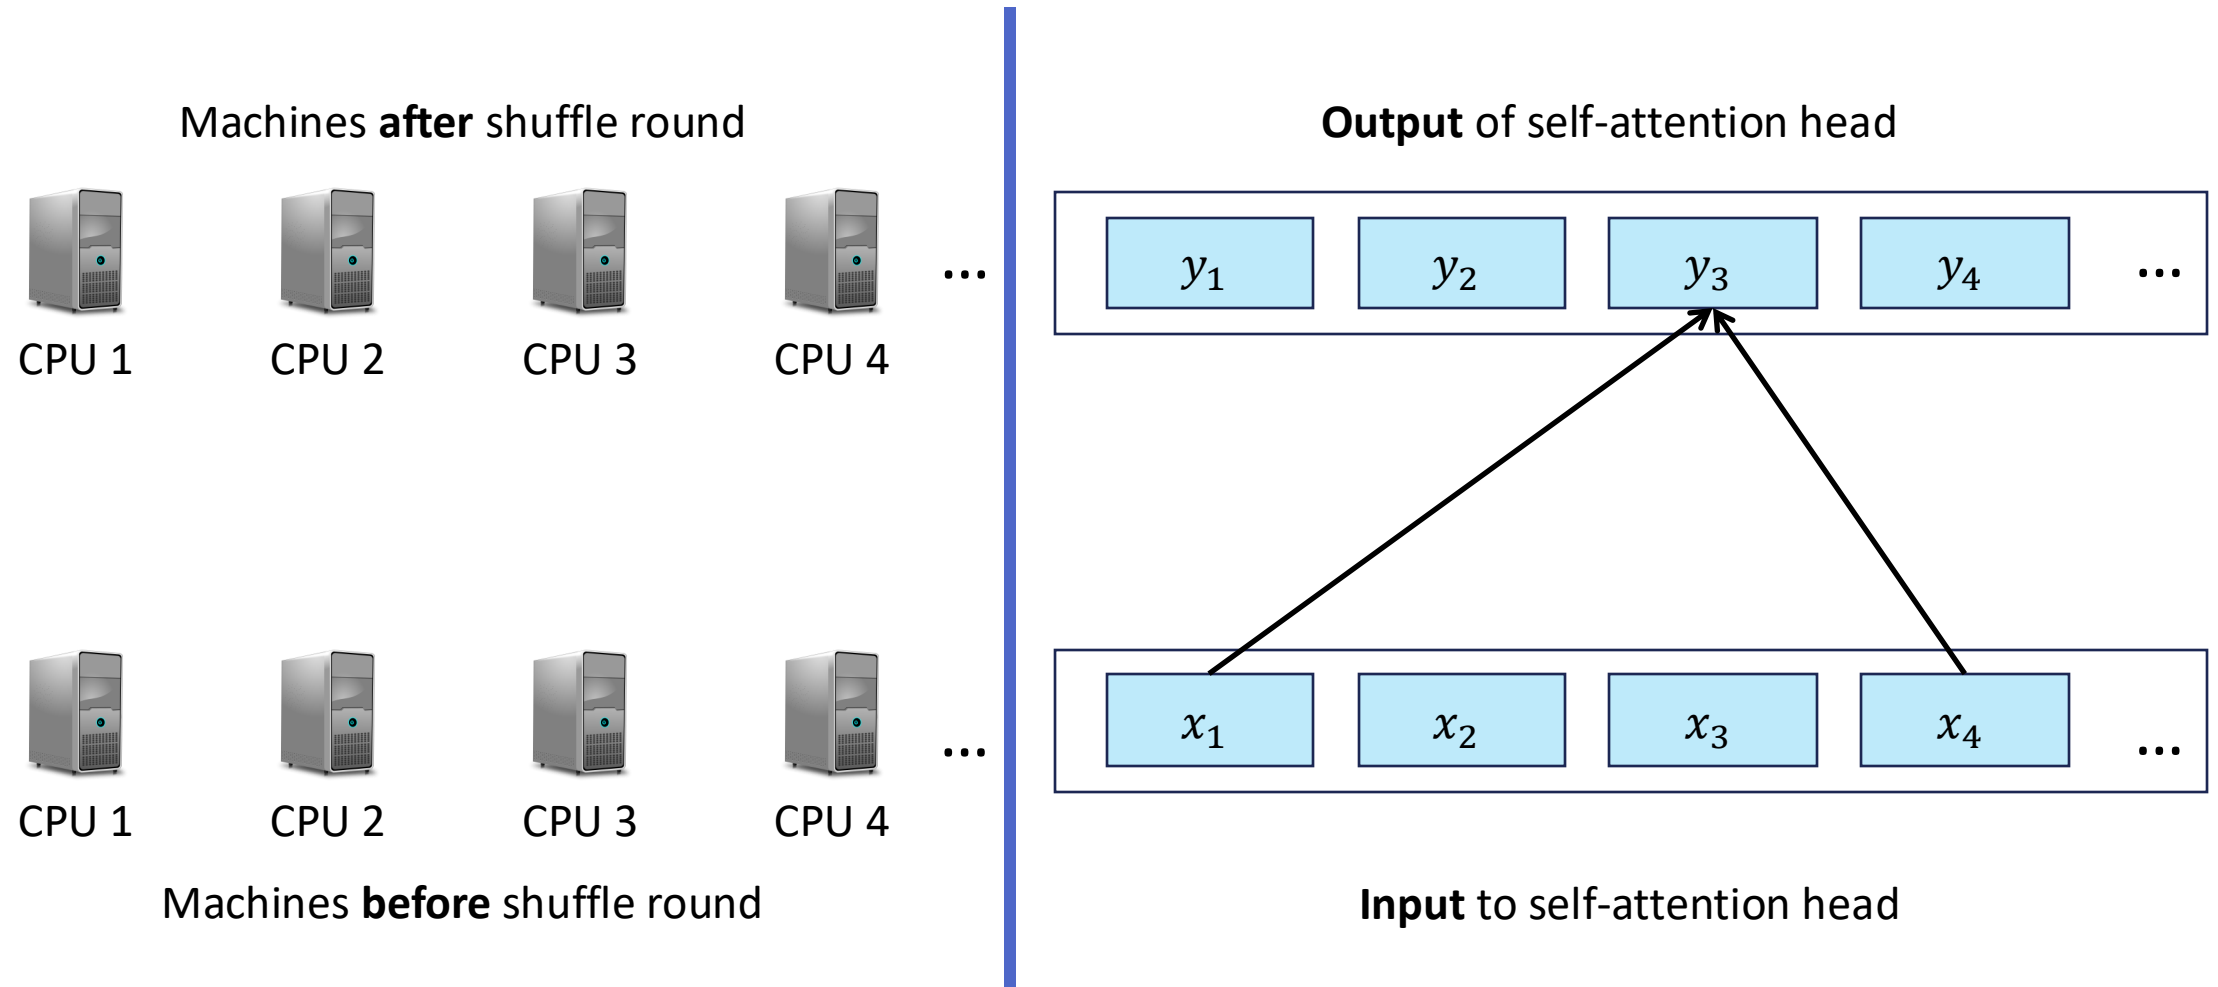 Machines after shuffle round
CPU 1
CPU 2
CPU 3
CPU 4
...
CPU 1
CPU 2
CPU 3
CPU 4
...
Machines before shuffle round
Output of self-attention head
y₁
y₂
y₃
y₄
...
x₁
x₂
x₃
x₄
...
Input to self-attention head